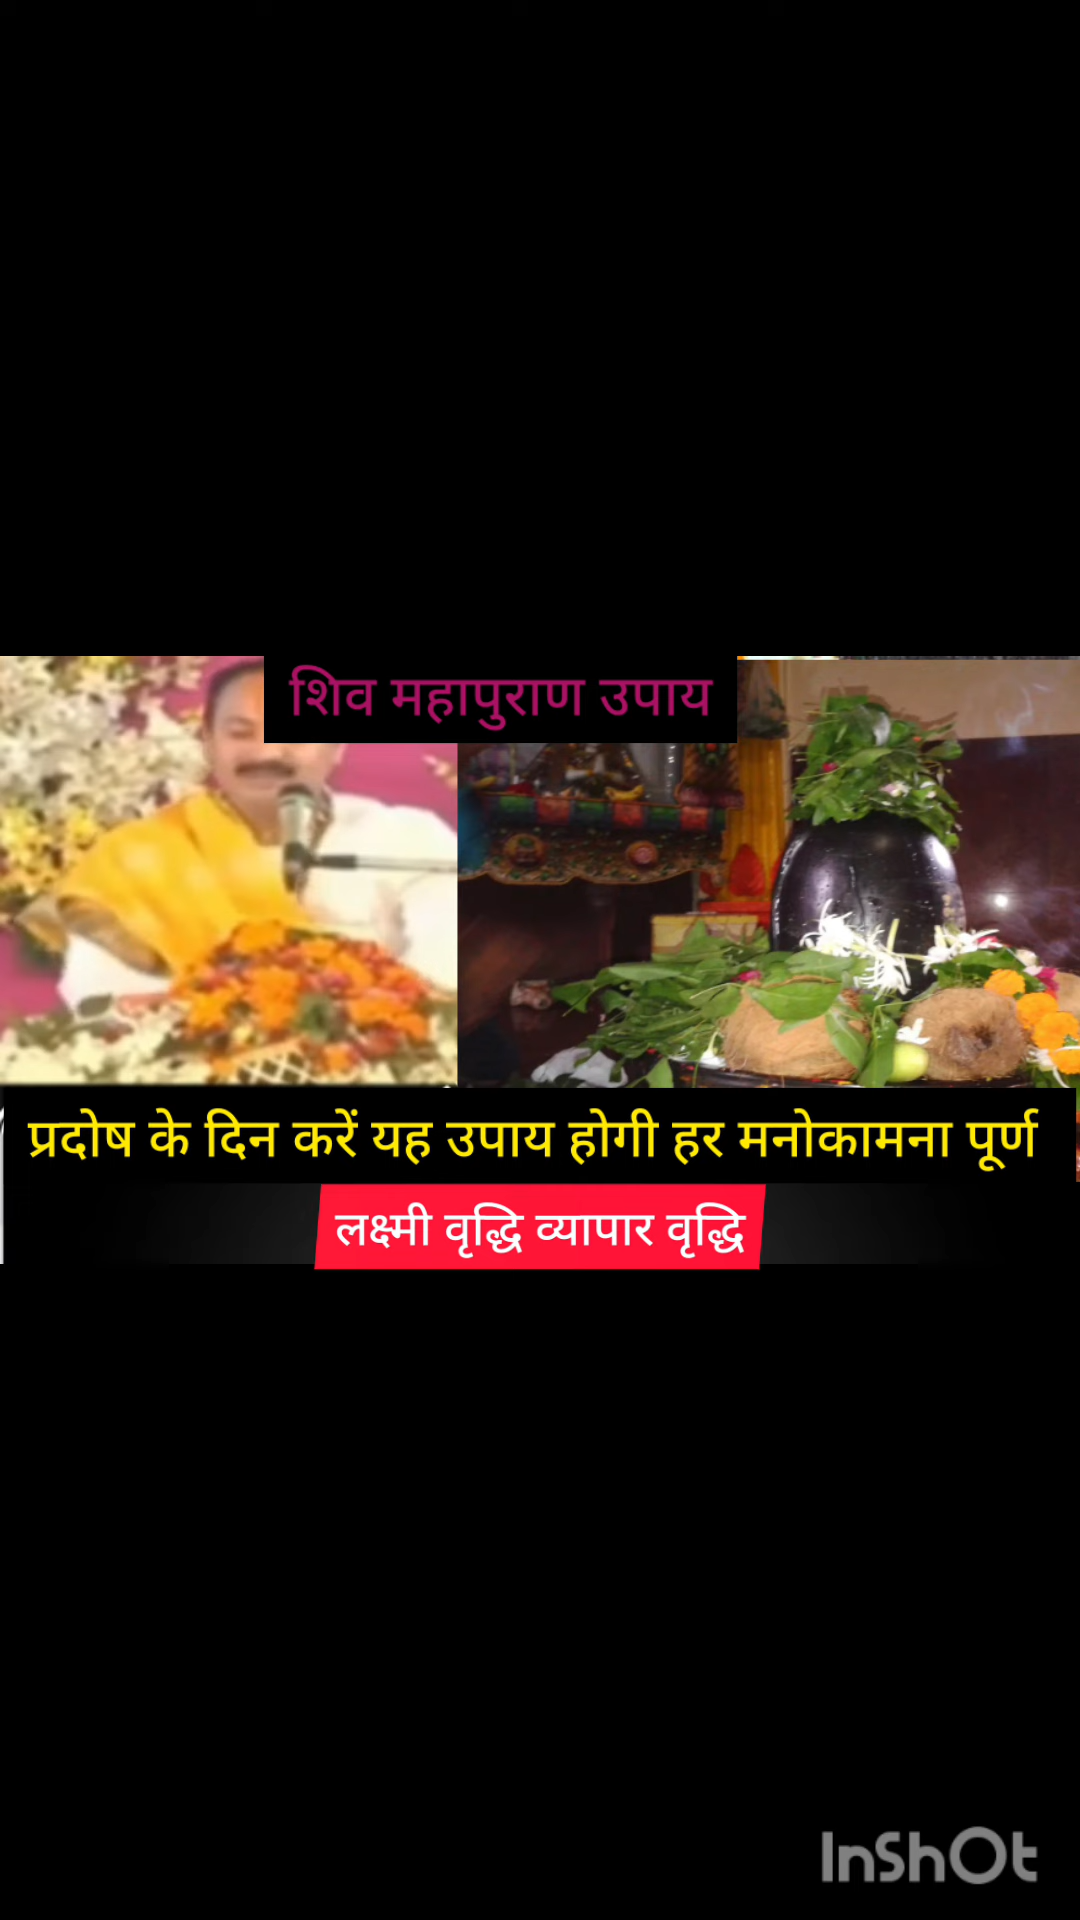 शिव महापुराण उपाय
प्रदोष के दिन करें यह उपाय होगी हर मनोकामना पूर्ण
लक्ष्मी वृद्धि व्यापार वृद्धि
InShOt